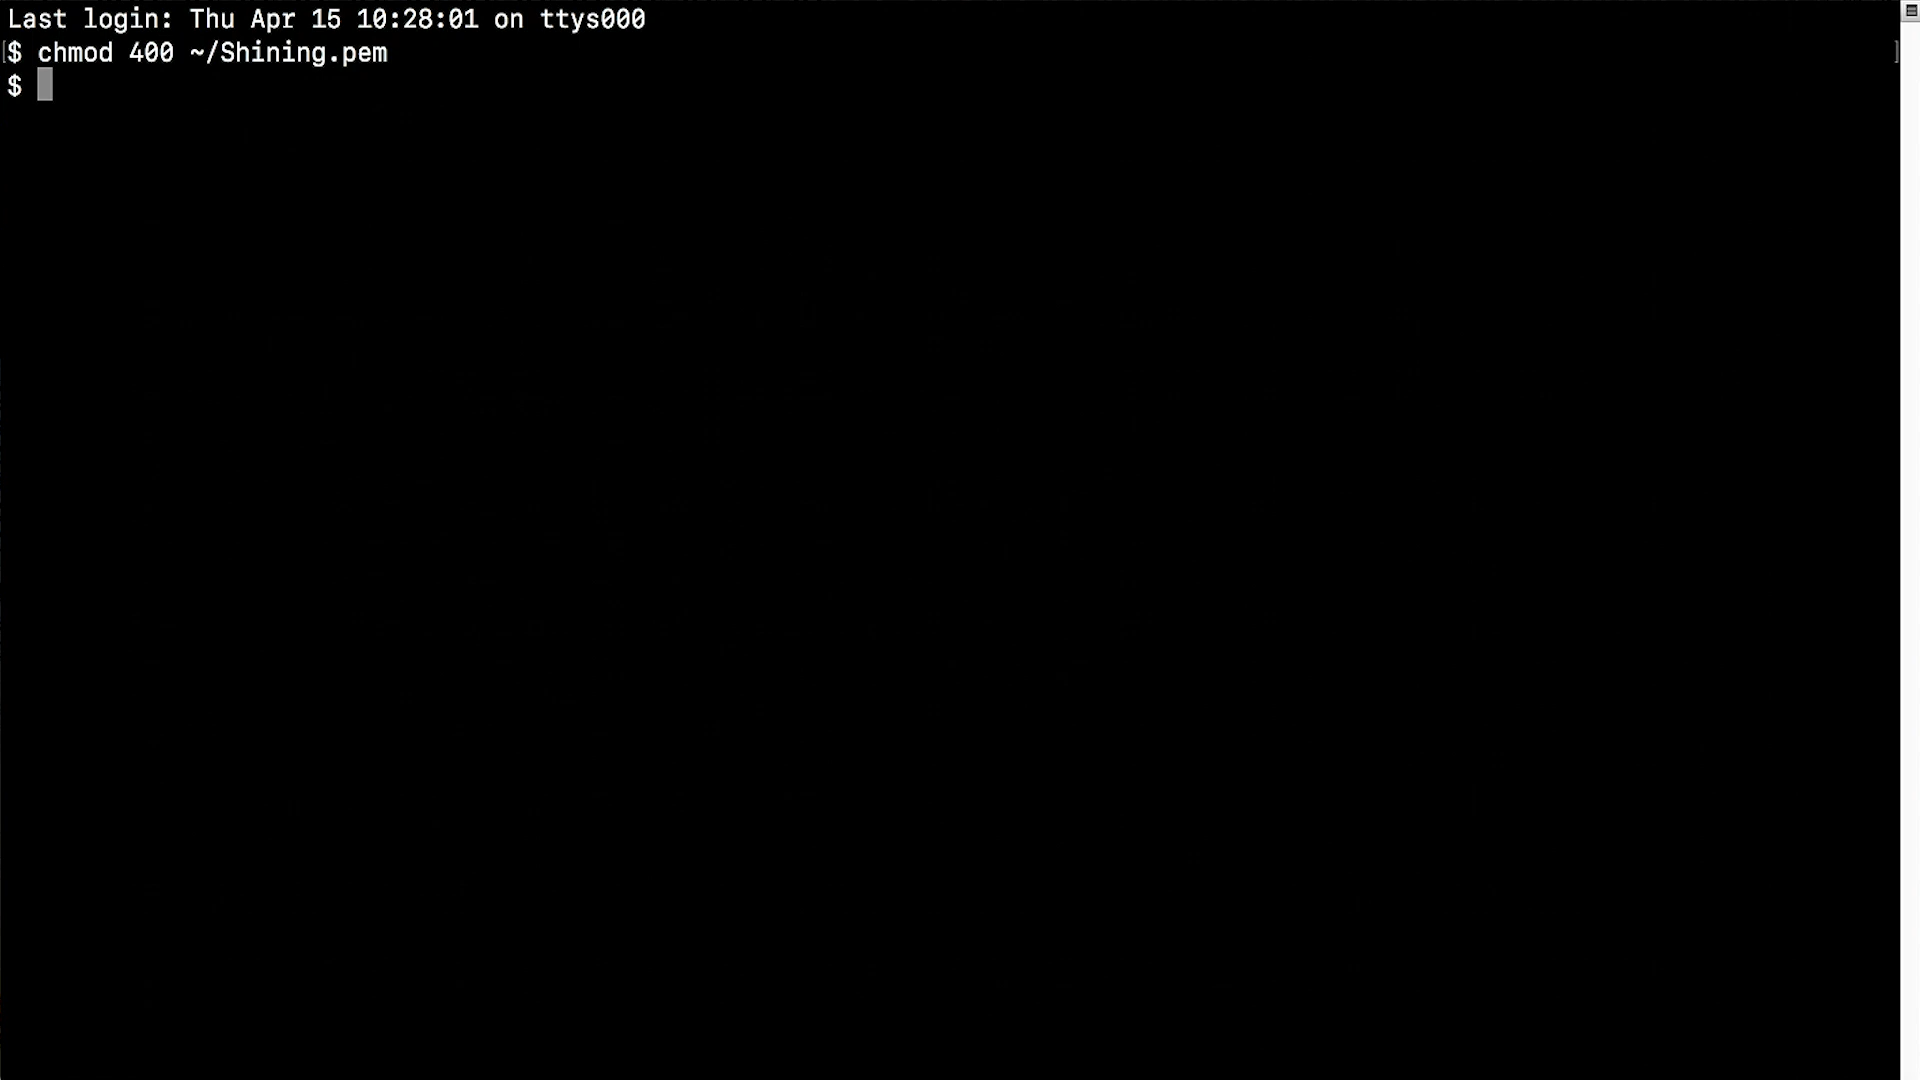 Last login: Thu Apr 15 10:28:01 on ttys000
[$ chmod 400 ~/Shining.pem ]
$